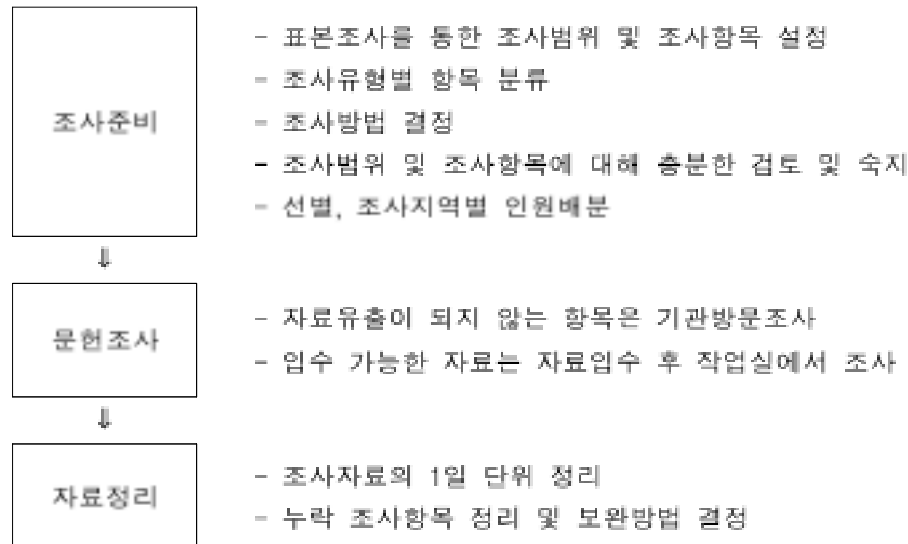 조사준비
- 표본조사를 통한 조사범위 및 조사항목 설정
- 조사유형별 항목 분류
- 조사방법 결정
- 조사범위 및 조사항목에 대해 충분한 검토 및 숙지
- 선별, 조사지역별 인원배분
⇓
문헌조사
- 자료유출이 되지 않는 항목은 기관방문조사
- 입수 가능한 자료는 자료입수 후 작업실에서 조사
⇓
자료정리
- 조사자료의 1일 단위 정리
- 누락 조사항목 정리 및 보완방법 결정